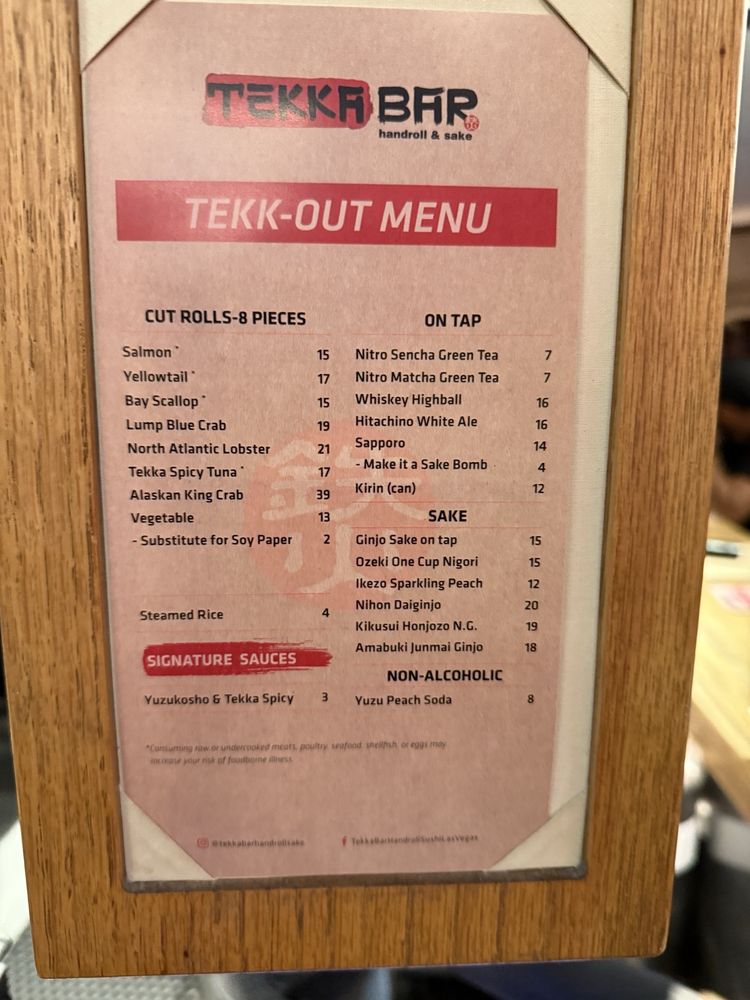 TEKKA BAR
handroll & sake
TEKK-OUT MENU
CUT ROLLS-8 PIECES
Salmon * 15
Yellowtail * 17
Bay Scallop * 15
Lump Blue Crab 19
North Atlantic Lobster 21
Tekka Spicy Tuna * 17
Alaskan King Crab 39
Vegetable 13
- Substitute for Soy Paper 2
Steamed Rice 4
SIGNATURE SAUCES
Yuzukosho & Tekka Spicy 3
ON TAP
Nitro Sencha Green Tea 7
Nitro Matcha Green Tea 7
Whiskey Highball 16
Hitachino White Ale 16
Sapporo 14
- Make it a Sake Bomb 4
Kirin (can) 12
SAKE
Ginjo Sake on tap 15
Ozeki One Cup Nigori 15
Ikezo Sparkling Peach 12
Nihon Daiginjo 20
Kikusui Honjozo N.G. 19
Amabuki Junmai Ginjo 18
NON-ALCOHOLIC
Yuzu Peach Soda 8
*Consuming raw or undercooked meats, poultry, seafood, shellfish, or eggs may
increase your risk of foodborne illness.
@tekkabarhandrollsake
TekkaBarHandrollSushiLasVegas